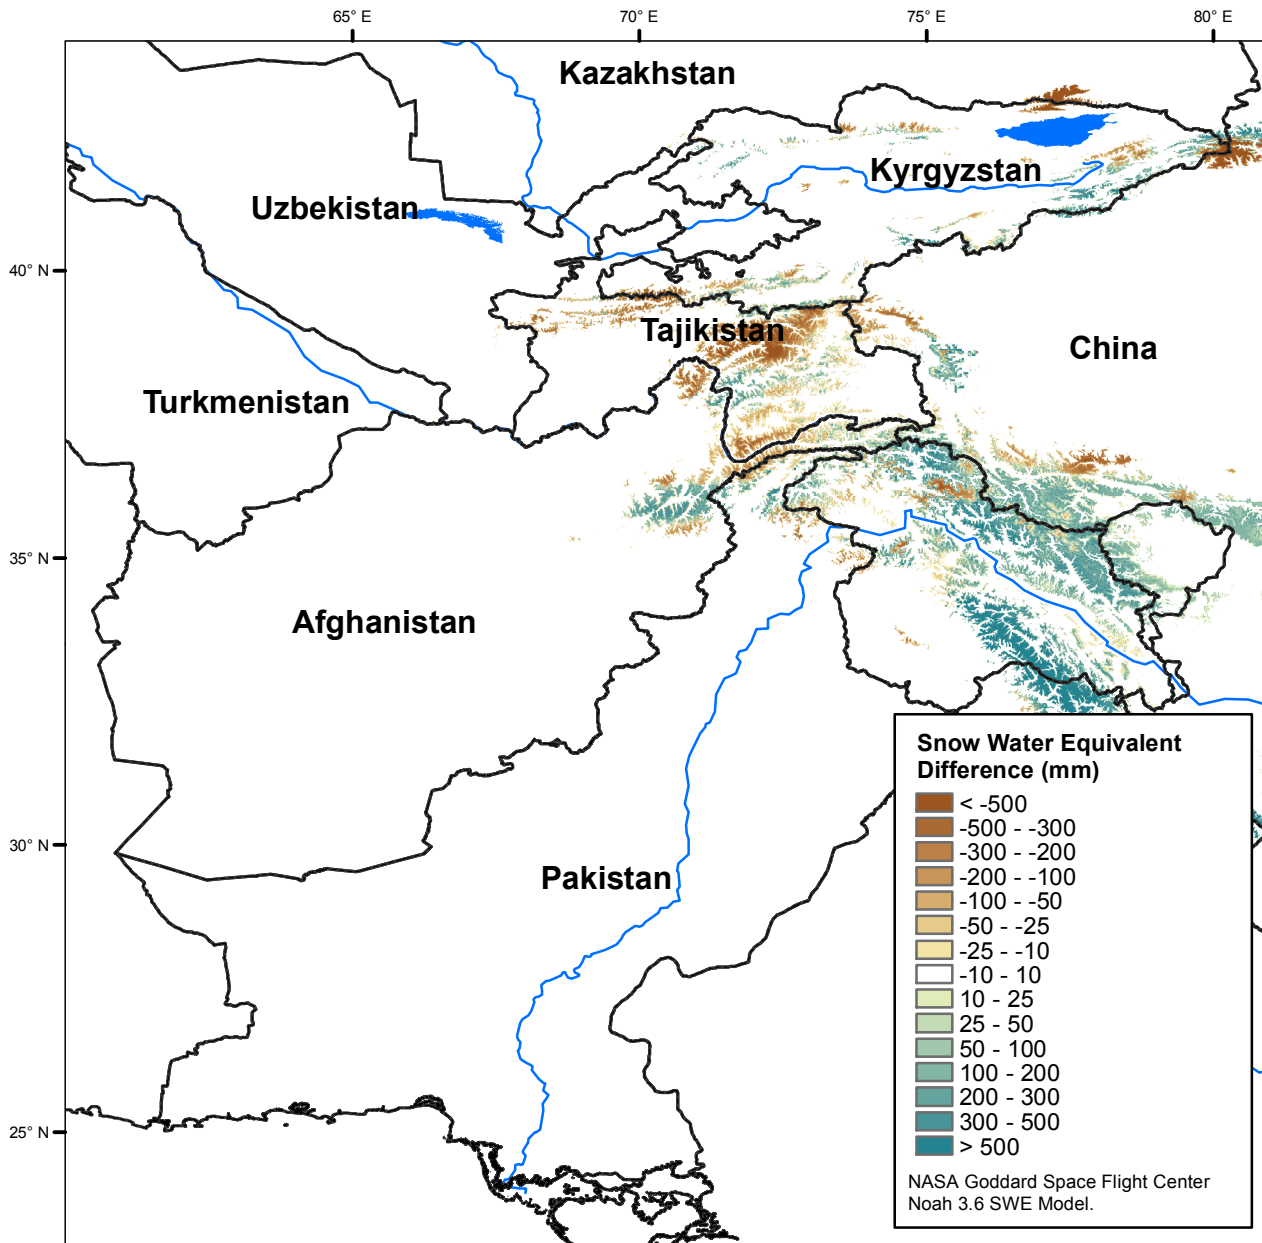 65° E
70° E
75° E
80° E
Kazakhstan
Kyrgyzstan
Uzbekistan
40° N
Tajikistan
China
Turkmenistan
35° N
Afghanistan
Snow Water Equivalent
Difference (mm)
< -500
-500 - -300
-300 - -200
-200 - -100
-100 - -50
-50 - -25
-25 - -10
-10 - 10
10 - 25
25 - 50
50 - 100
100 - 200
200 - 300
300 - 500
> 500
NASA Goddard Space Flight Center
Noah 3.6 SWE Model.
30° N
Pakistan
25° N